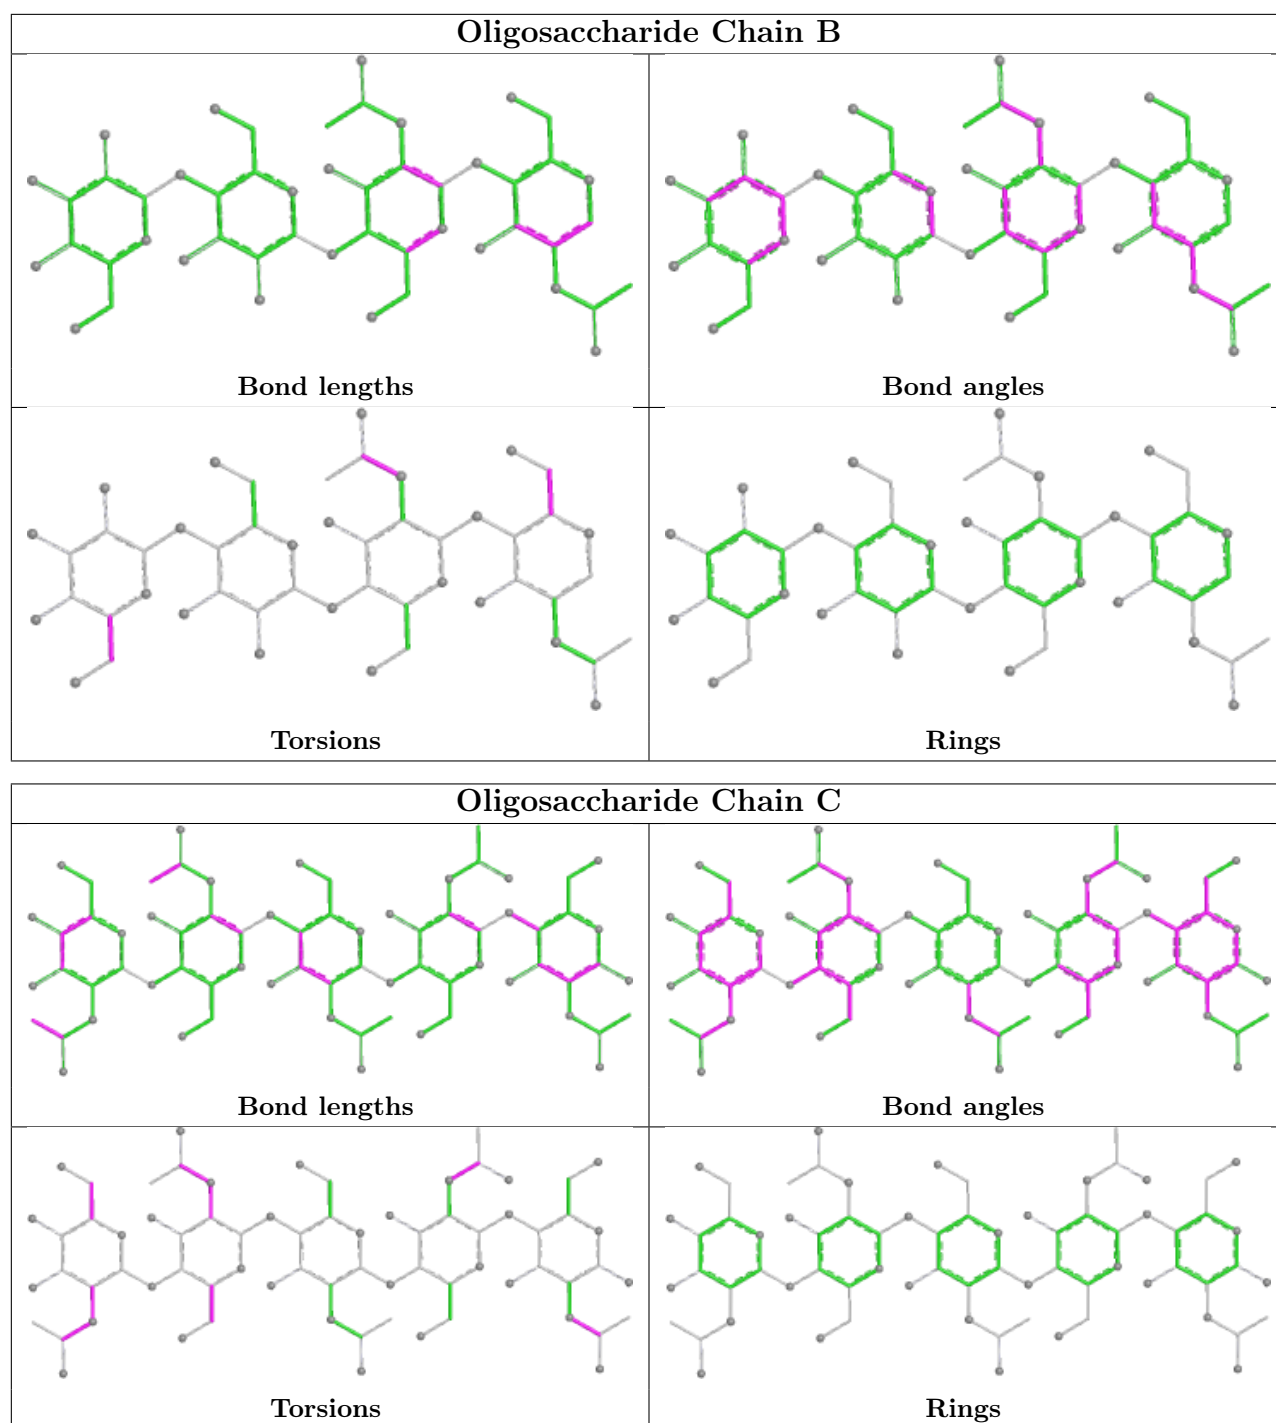 Oligosaccharide Chain B
Bond lengths
Bond angles
Torsions
Rings
Oligosaccharide Chain C
Bond lengths
Bond angles
Torsions
Rings